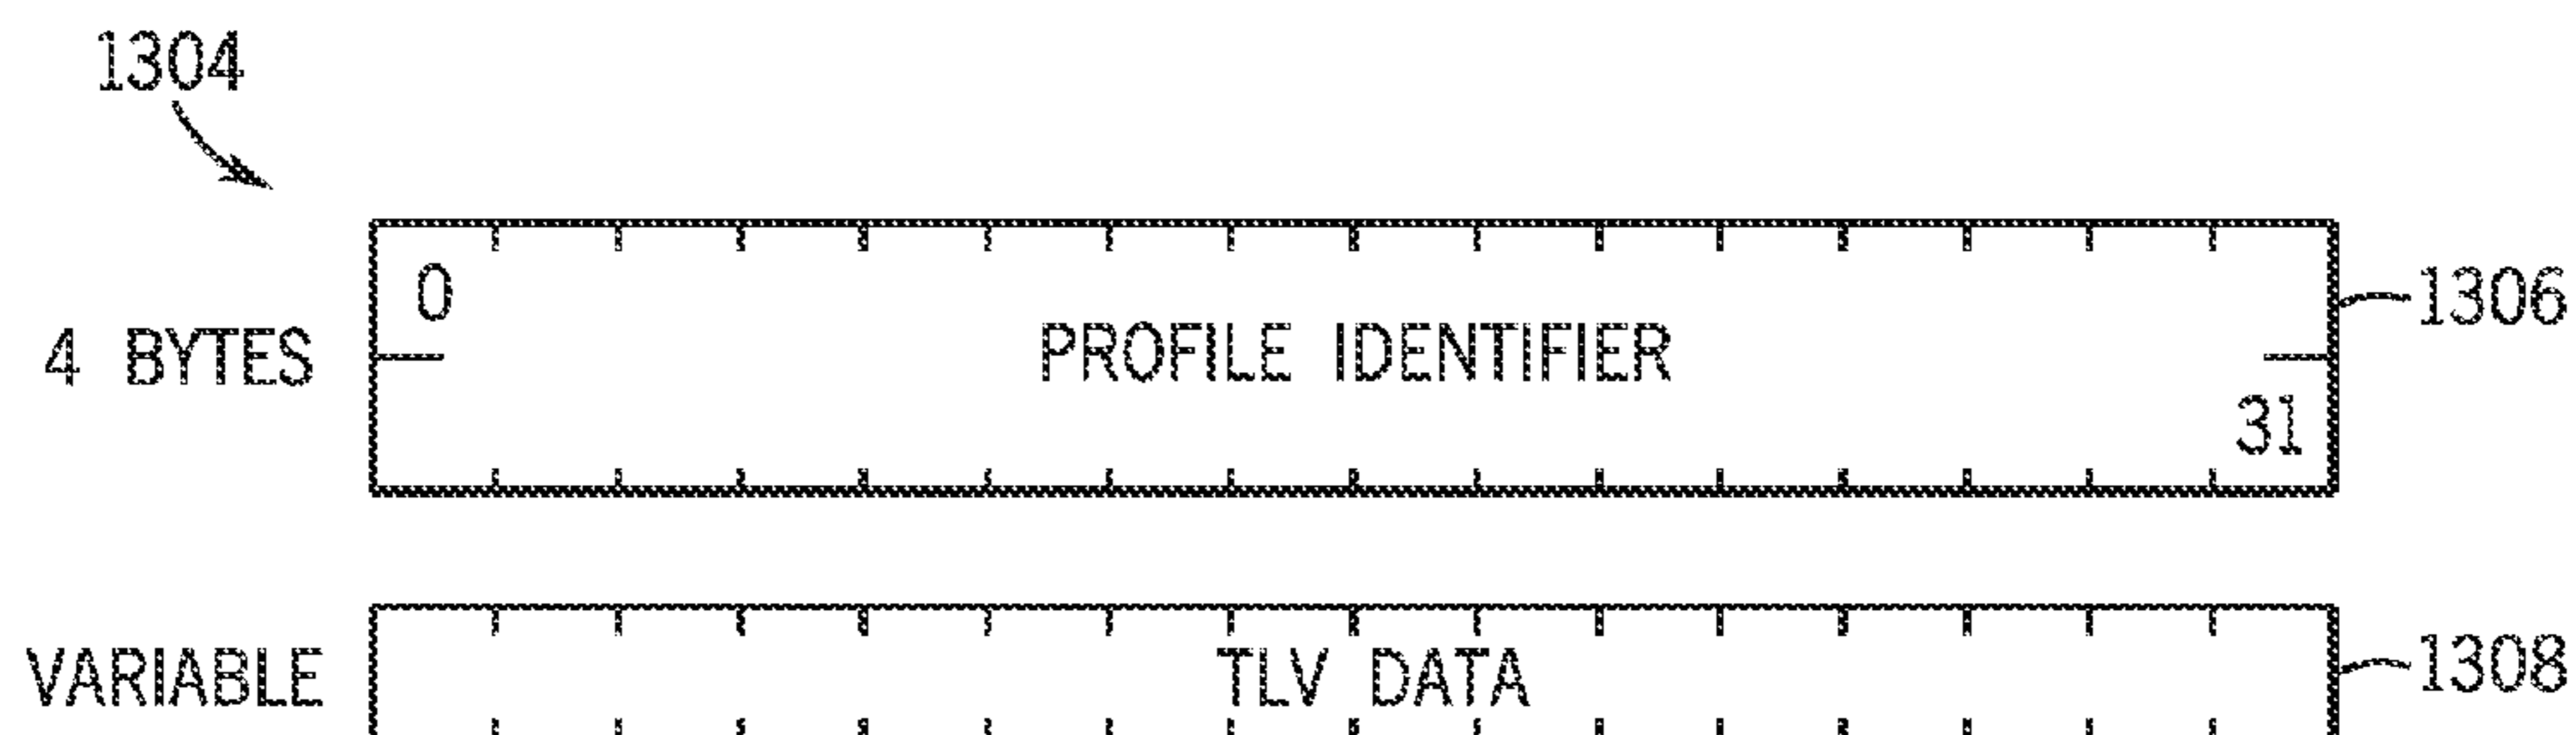 1304
0
4 BYTES PROFILE IDENTIFIER 1306
31
VARIABLE TLV DATA 1308